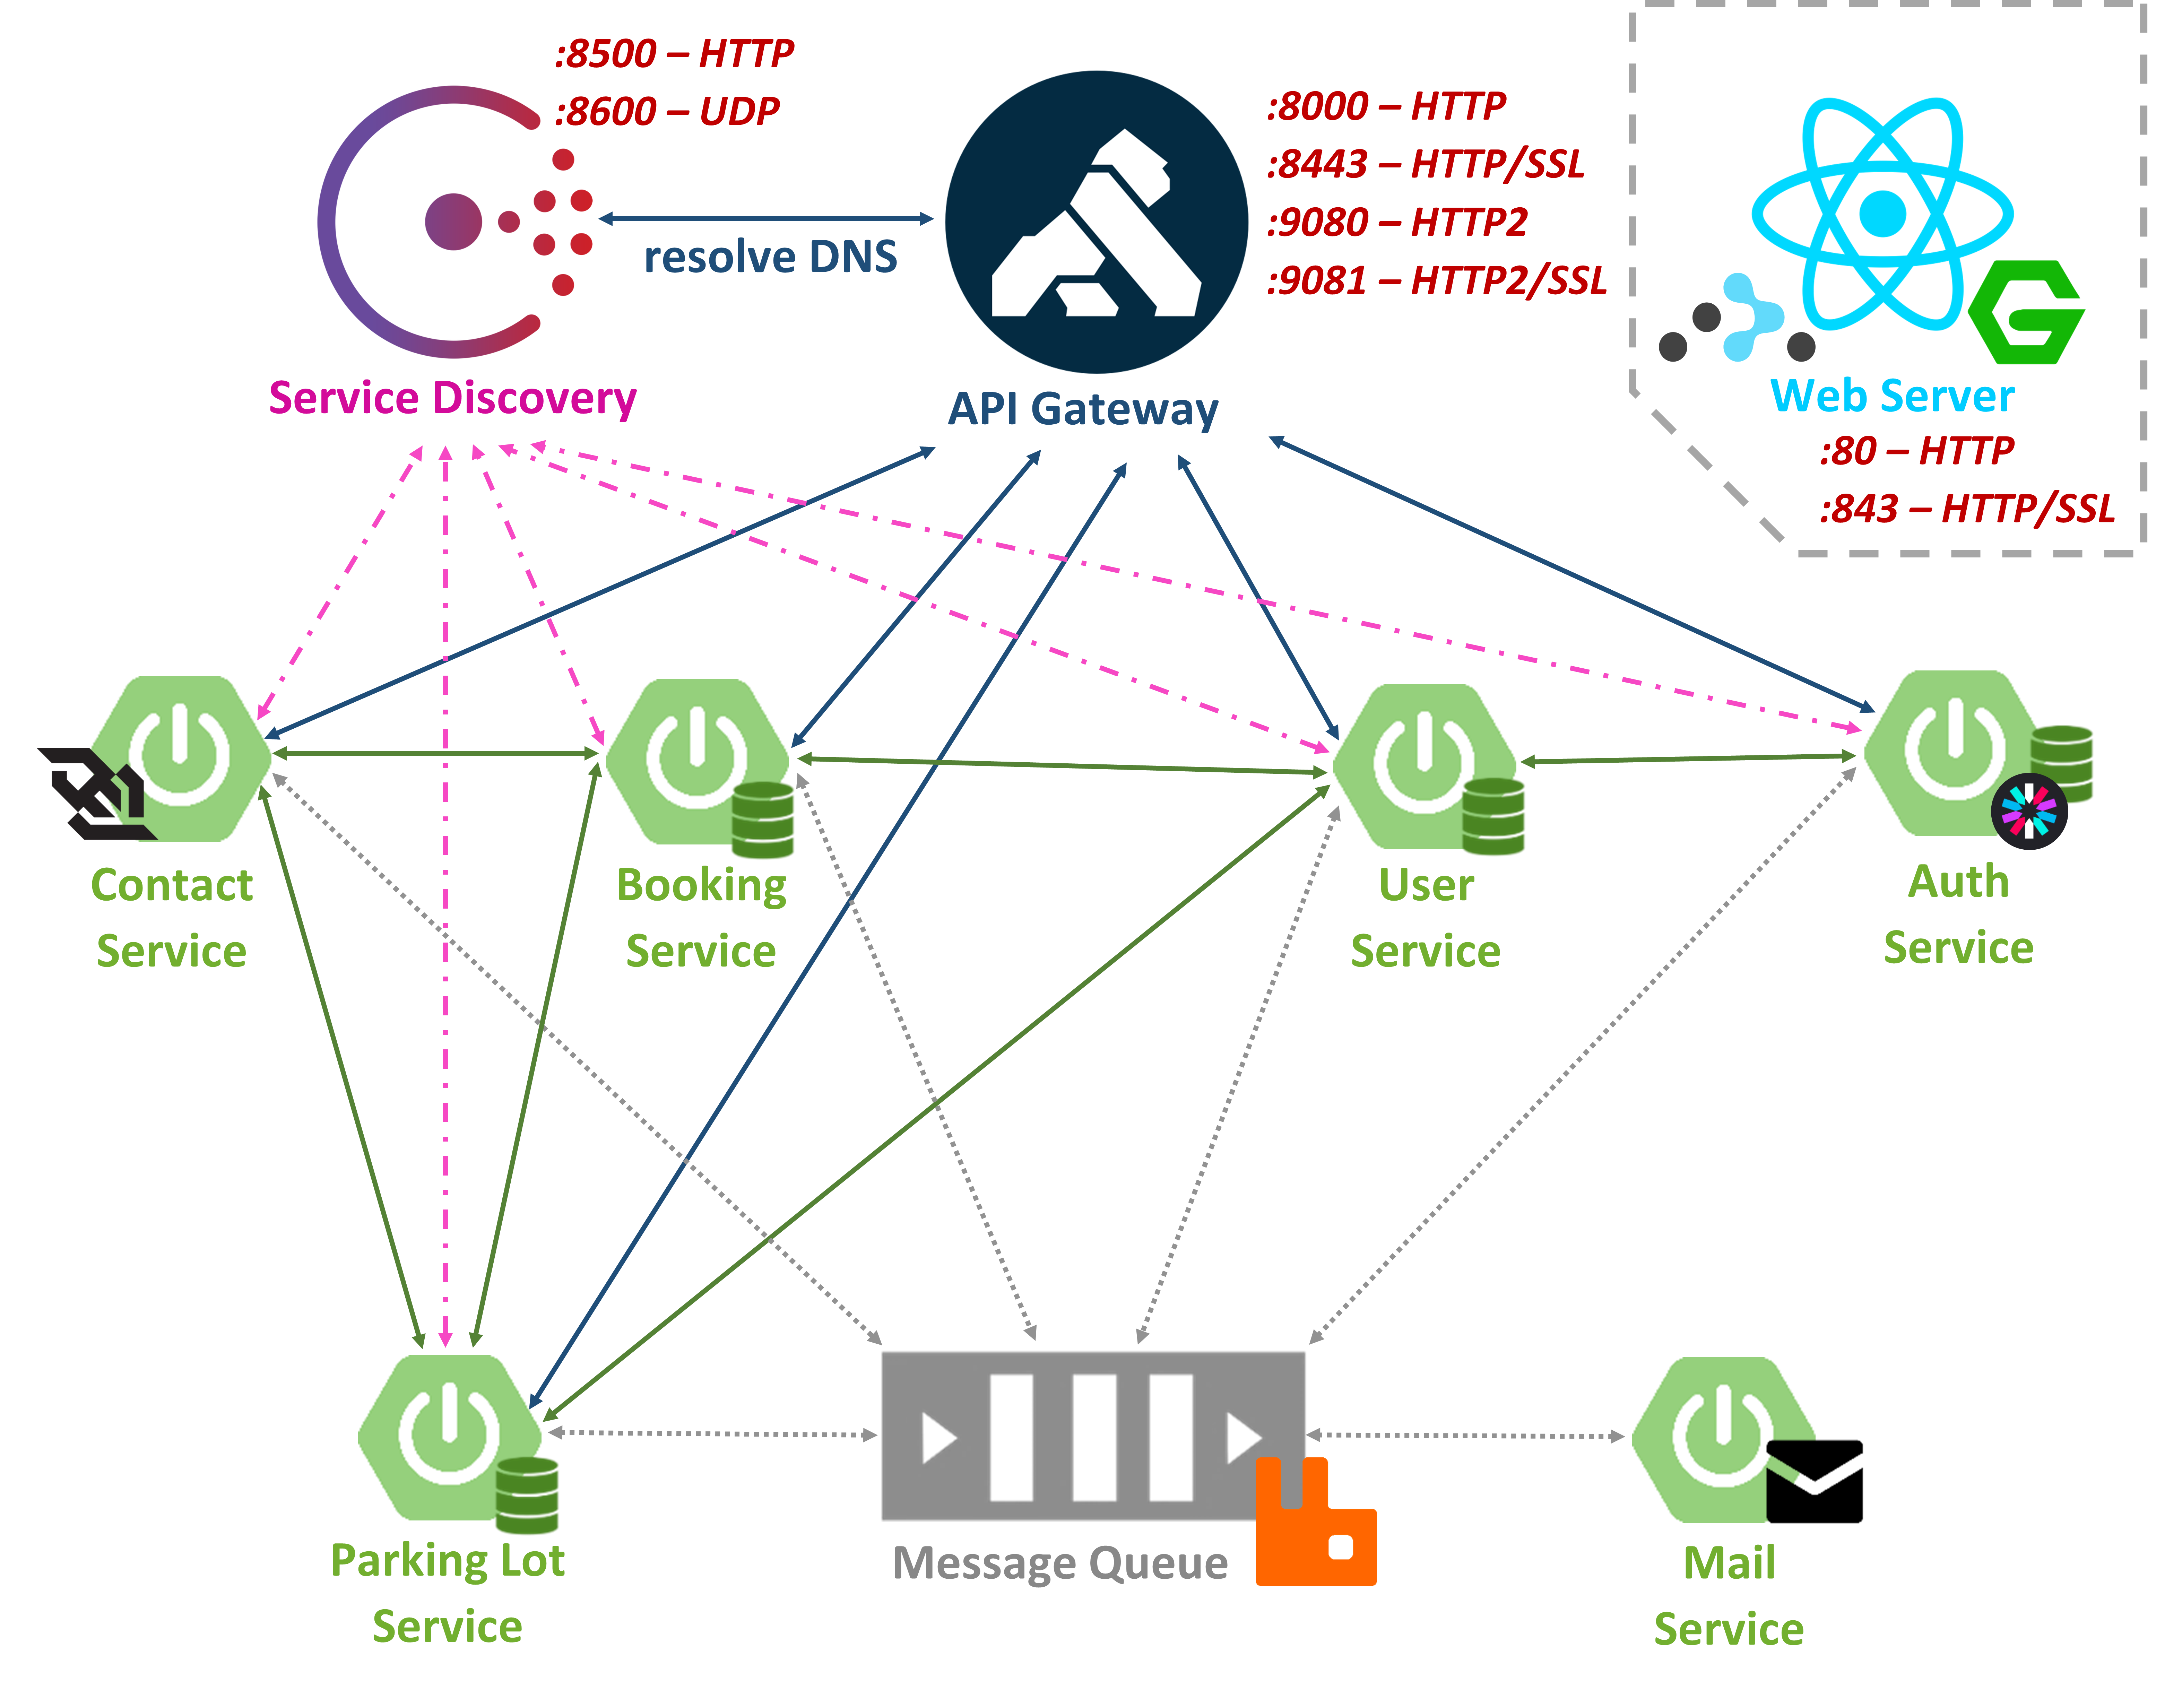 :8500 – HTTP
:8600 – UDP
:8000 – HTTP
:8443 – HTTP/SSL
:9080 – HTTP2
:9081 – HTTP2/SSL
resolve DNS
Service Discovery
API Gateway
Web Server
:80 – HTTP
:843 – HTTP/SSL
Contact
Service
Booking
Service
User
Service
Auth
Service
Parking Lot
Service
Message Queue
Mail
Service